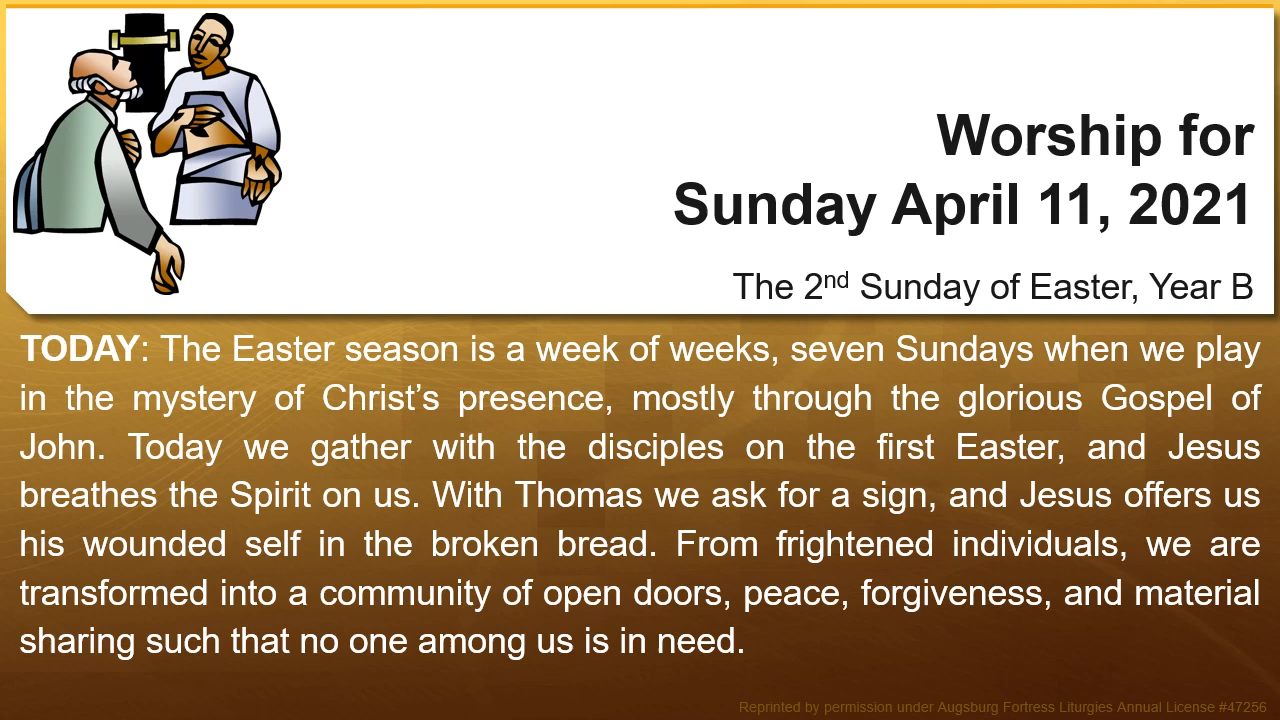 Worship for
Sunday April 11, 2021
The 2nd Sunday of Easter, Year B
TODAY: The Easter season is a week of weeks, seven Sundays when we play
in the mystery of Christ’s presence, mostly through the glorious Gospel of
John. Today we gather with the disciples on the first Easter, and Jesus
breathes the Spirit on us. With Thomas we ask for a sign, and Jesus offers us
his wounded self in the broken bread. From frightened individuals, we are
transformed into a community of open doors, peace, forgiveness, and material
sharing such that no one among us is in need.
Reprinted by permission under Augsburg Fortress Liturgies Annual License #47256